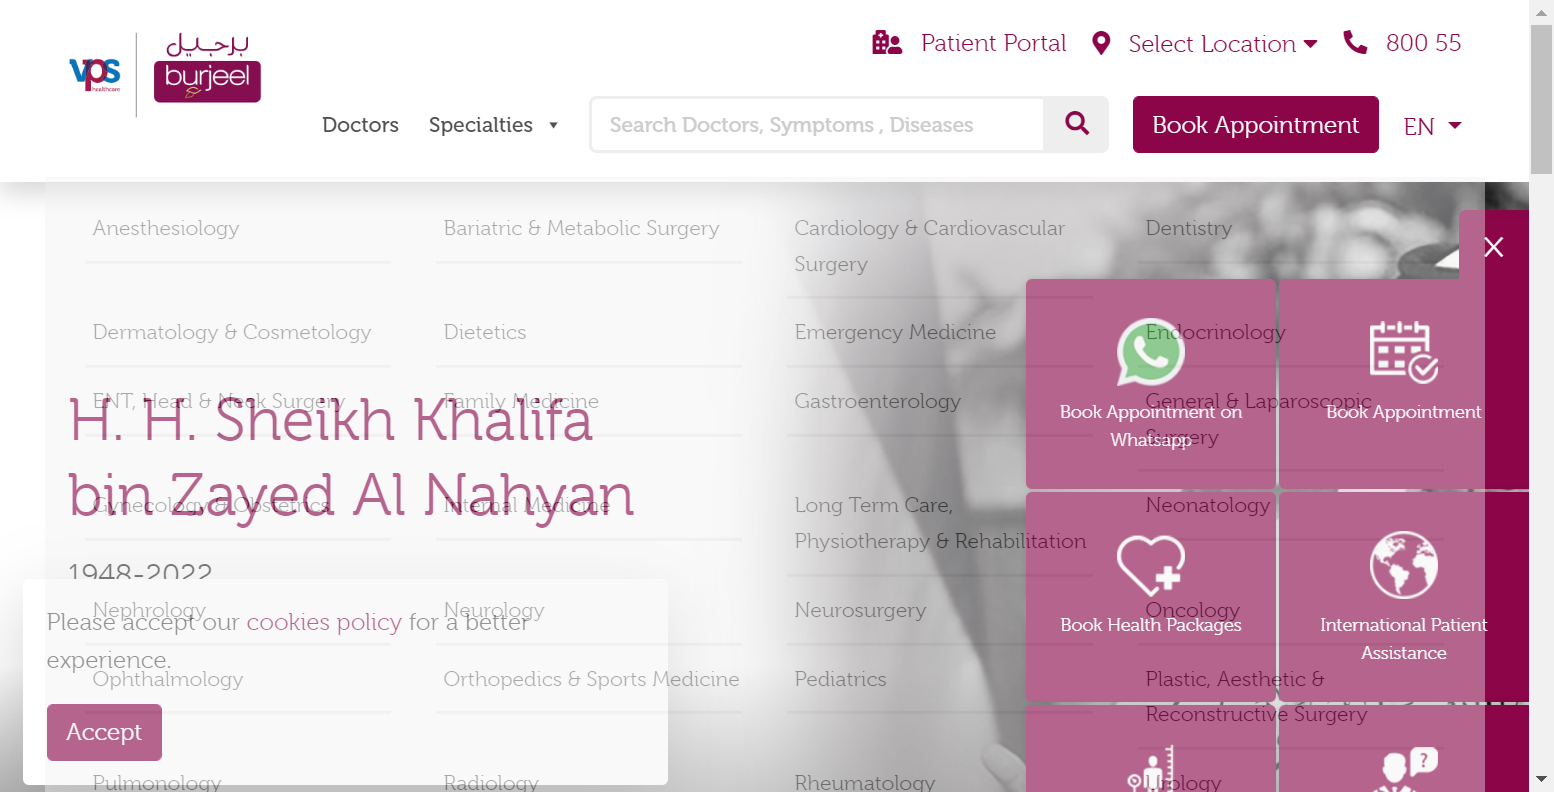 vps
healthcare
برجيل
burjeel
Patient Portal
Select Location
800 55
Doctors
Specialties
Search Doctors, Symptoms , Diseases
Book Appointment
EN
Anesthesiology
Bariatric & Metabolic Surgery
Cardiology & Cardiovascular
Surgery
Dentistry
X
Dermatology & Cosmetology
Dietetics
Emergency Medicine
Endocrinology
ENT, Head & Neck Surgery
Family Medicine
Gastroenterology
General & Laparoscopic
Surgery
H. H. Sheikh Khalifa
bin Zayed Al Nahyan
1948-2022
Book Appointment on
Whatsapp
Book Appointment
Gynecology & Obstetrics
Internal Medicine
Long Term Care,
Physiotherapy & Rehabilitation
Neonatology
Nephrology
Neurology
Neurosurgery
Oncology
Book Health Packages
International Patient
Assistance
Please accept our cookies policy for a better
experience.
Accept
Ophthalmology
Orthopedics & Sports Medicine
Pediatrics
Plastic, Aesthetic &
Reconstructive Surgery
Pulmonology
Radiology
Rheumatology
Urology
?